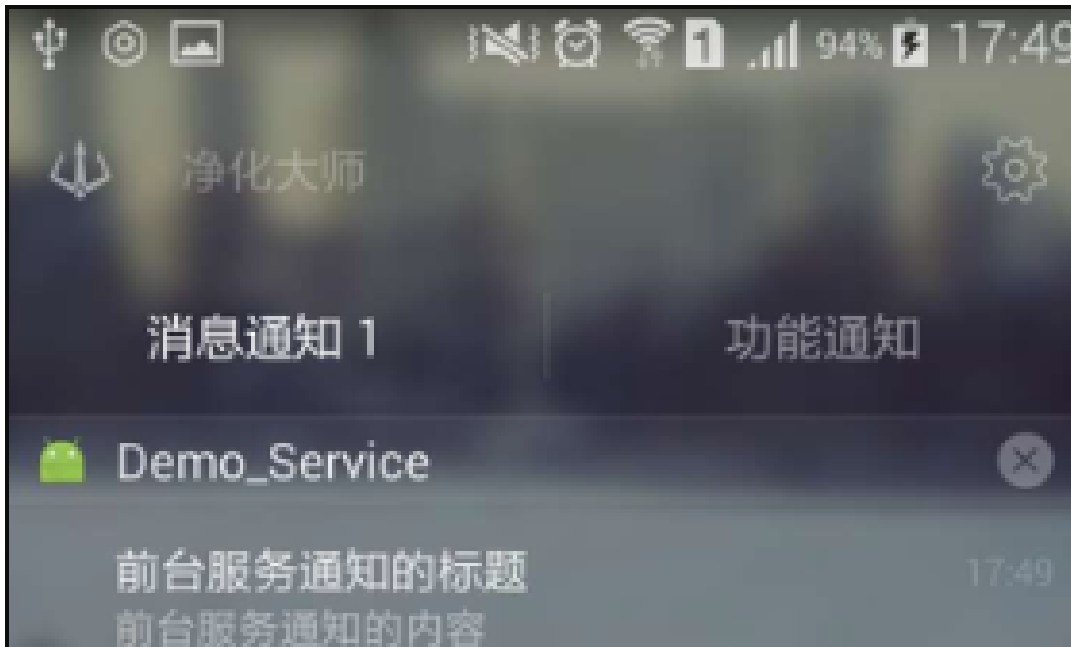 1 94% 17:49
净化大师
消息通知 1 功能通知
Demo_Service
前台服务通知的标题 17:49
前台服务通知的内容